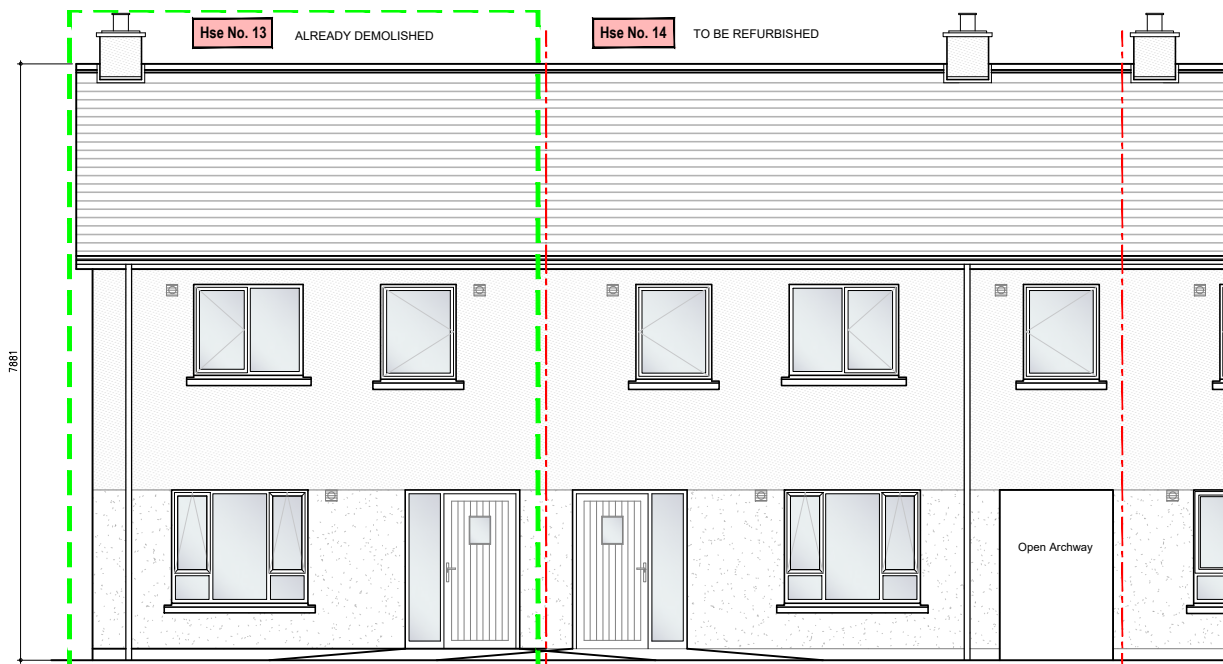 Hse No. 13 ALREADY DEMOLISHED
Hse No. 14 TO BE REFURBISHED
7881
Open Archway